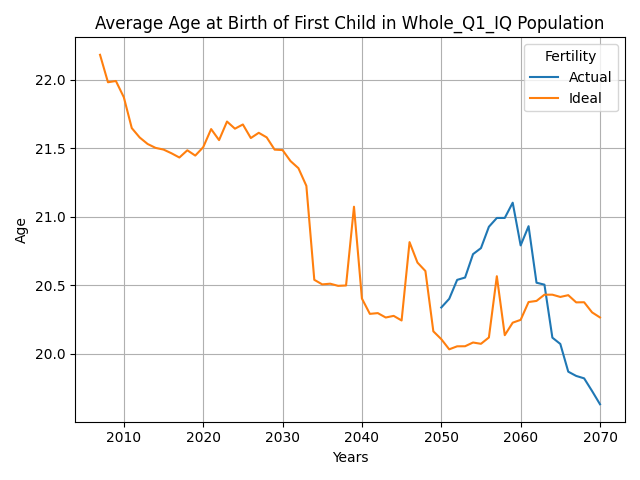 Average Age at Birth of First Child in Whole_Q1_IQ Population
Fertility
Actual
Ideal
22.0
21.5
21.0
20.5
20.0
Age
2010 2020 2030 2040 2050 2060 2070
Years